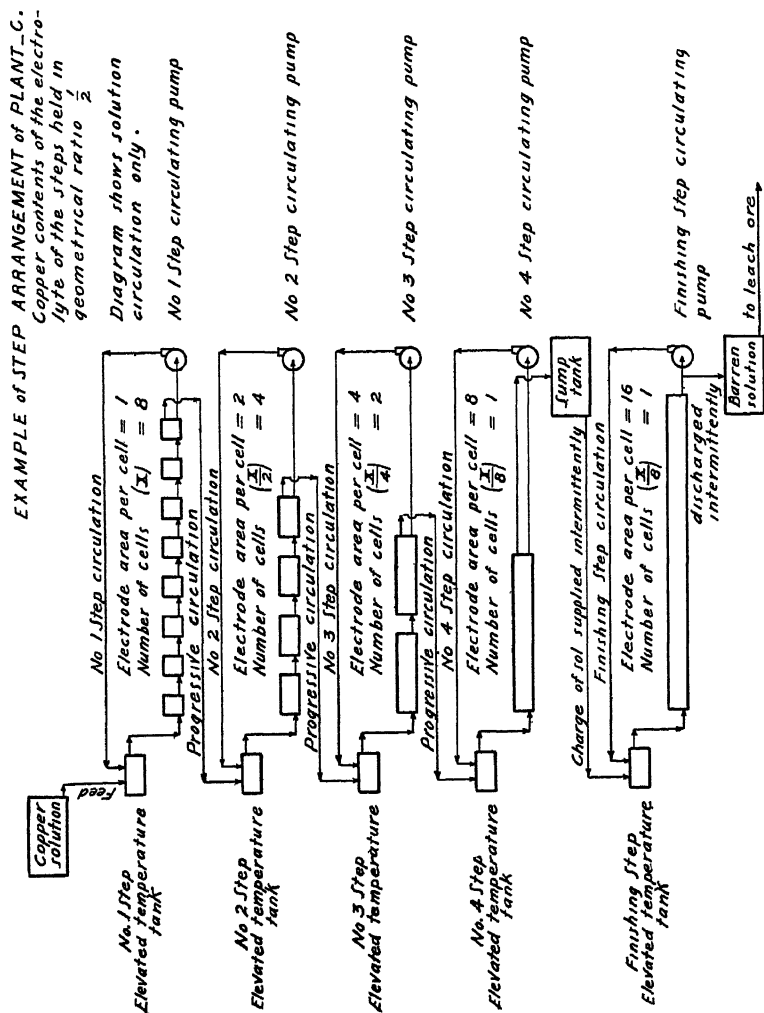 EXAMPLE of STEP ARRANGEMENT of PLANT_C.
Copper contents of the electro-
lyte of the steps held in
geometrical ratio 1/2
Diagram shows solution
circulation only.
Copper
solution
Feed
No.1 Step
Elevated temperature
tank
No 1 Step circulation
Electrode area per cell = 1
Number of cells (X) = 8
Progressive circulation
No 1 Step circulating pump
No 2 Step
Elevated temperature
tank
No 2 Step circulation
Electrode area per cell = 2
Number of cells (X/2) = 4
Progressive circulation
No 2 Step circulating pump
No 3 Step
Elevated temperature
No 3 Step circulation
Electrode area per cell = 4
Number of cells (X/4) = 2
Progressive circulation
No 3 Step circulating pump
No. 4 Step
Elevated temperature
tank
No 4 Step circulation
Electrode area per cell = 8
Number of cells (X/8) = 1
No 4 Step circulating pump
Sump
tank
Charge of sol supplied intermittently
Finishing Step
Elevated temperature
tank
Finishing Step circulation
Electrode area per cell = 16
Number of cells (X/8) = 1
Finishing Step circulating
pump
discharged
intermittently
Barren
solution
to leach ore